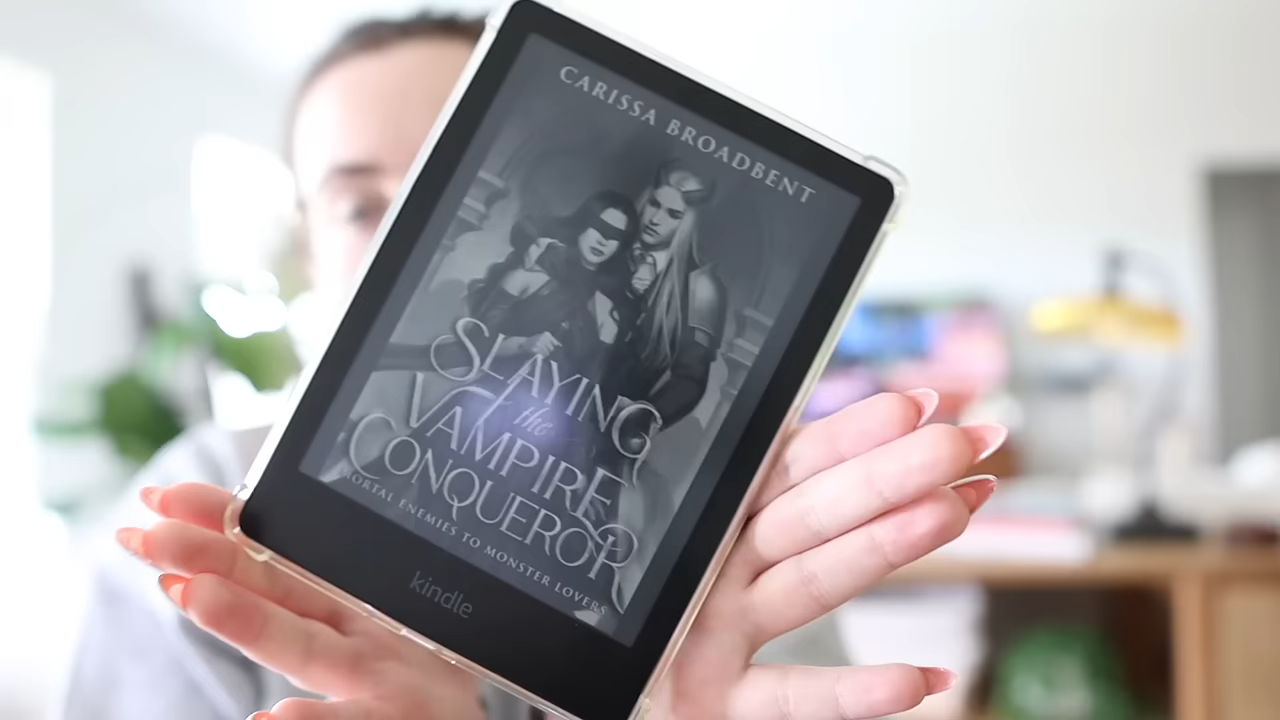 CARISSA BROADBENT
SLAYING
the
VAMPIRE
CONQUEROR
MORTAL ENEMIES TO MONSTER LOVERS
kindle